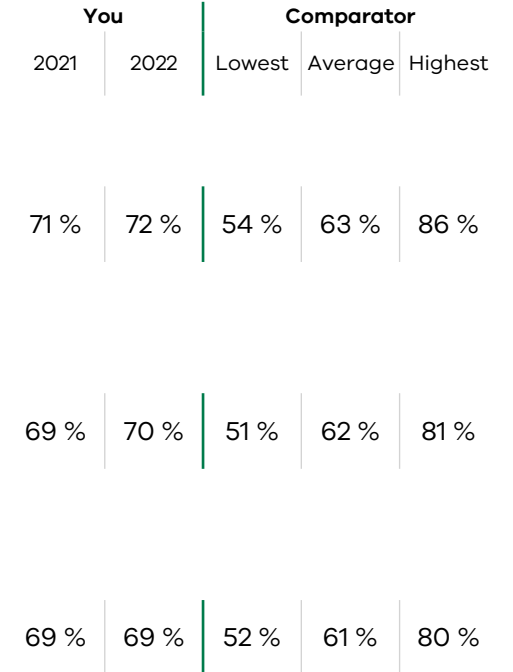 You Comparator
2021 2022 Lowest Average Highest
71 % 72 % 54 % 63 % 86 %
69 % 70 % 51 % 62 % 81 %
69 % 69 % 52 % 61 % 80 %